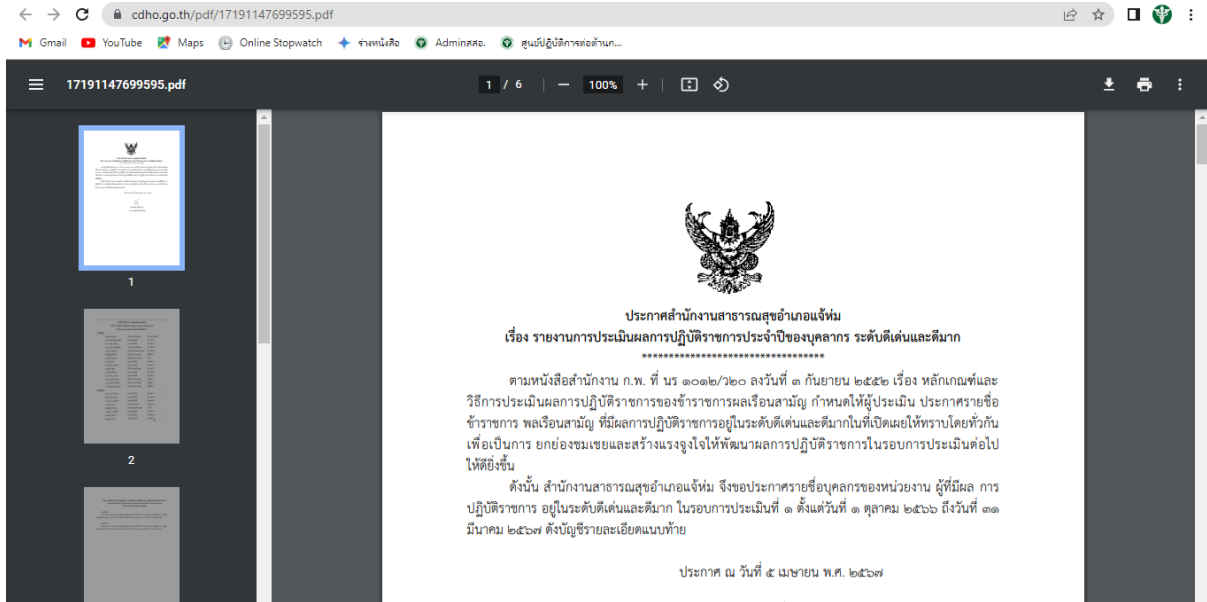 cdho.go.th/pdf/17191147699595.pdf
Gmail YouTube Maps Online Stopwatch ร่างหนังสือ Adminสสอ. ศูนย์ปฏิบัติการต่อต้านก...
17191147699595.pdf 1 / 6 100%
1
2
ประกาศสำนักงานสาธารณสุขอำเภอแจ้ห่ม
เรื่อง รายงานการประเมินผลการปฏิบัติราชการประจำปีของบุคลากร ระดับดีเด่นและดีมาก
**********************************
ตามหนังสือสำนักงาน ก.พ. ที่ นร ๑๐๑๒/ว๒๐ ลงวันที่ ๓ กันยายน ๒๕๕๒ เรื่อง หลักเกณฑ์และ
วิธีการประเมินผลการปฏิบัติราชการของข้าราชการผลเรือนสามัญ กำหนดให้ผู้ประเมิน ประกาศรายชื่อ
ข้าราชการ พลเรือนสามัญ ที่มีผลการปฏิบัติราชการอยู่ในระดับดีเด่นและดีมากในที่เปิดเผยให้ทราบโดยทั่วกัน
เพื่อเป็นการ ยกย่องชมเชยและสร้างแรงจูงใจให้พัฒนาผลการปฏิบัติราชการในรอบการประเมินต่อไป
ให้ดียิ่งขึ้น
ดังนั้น สำนักงานสาธารณสุขอำเภอแจ้ห่ม จึงขอประกาศรายชื่อบุคลกรของหน่วยงาน ผู้ที่มีผล การ
ปฏิบัติราชการ อยู่ในระดับดีเด่นและดีมาก ในรอบการประเมินที่ ๑ ตั้งแต่วันที่ ๑ ตุลาคม ๒๕๖๖ ถึงวันที่ ๓๑
มีนาคม ๒๕๖๗ ดังบัญชีรายละเอียดแนบท้าย
ประกาศ ณ วันที่ ๕ เมษายน พ.ศ. ๒๕๖๗